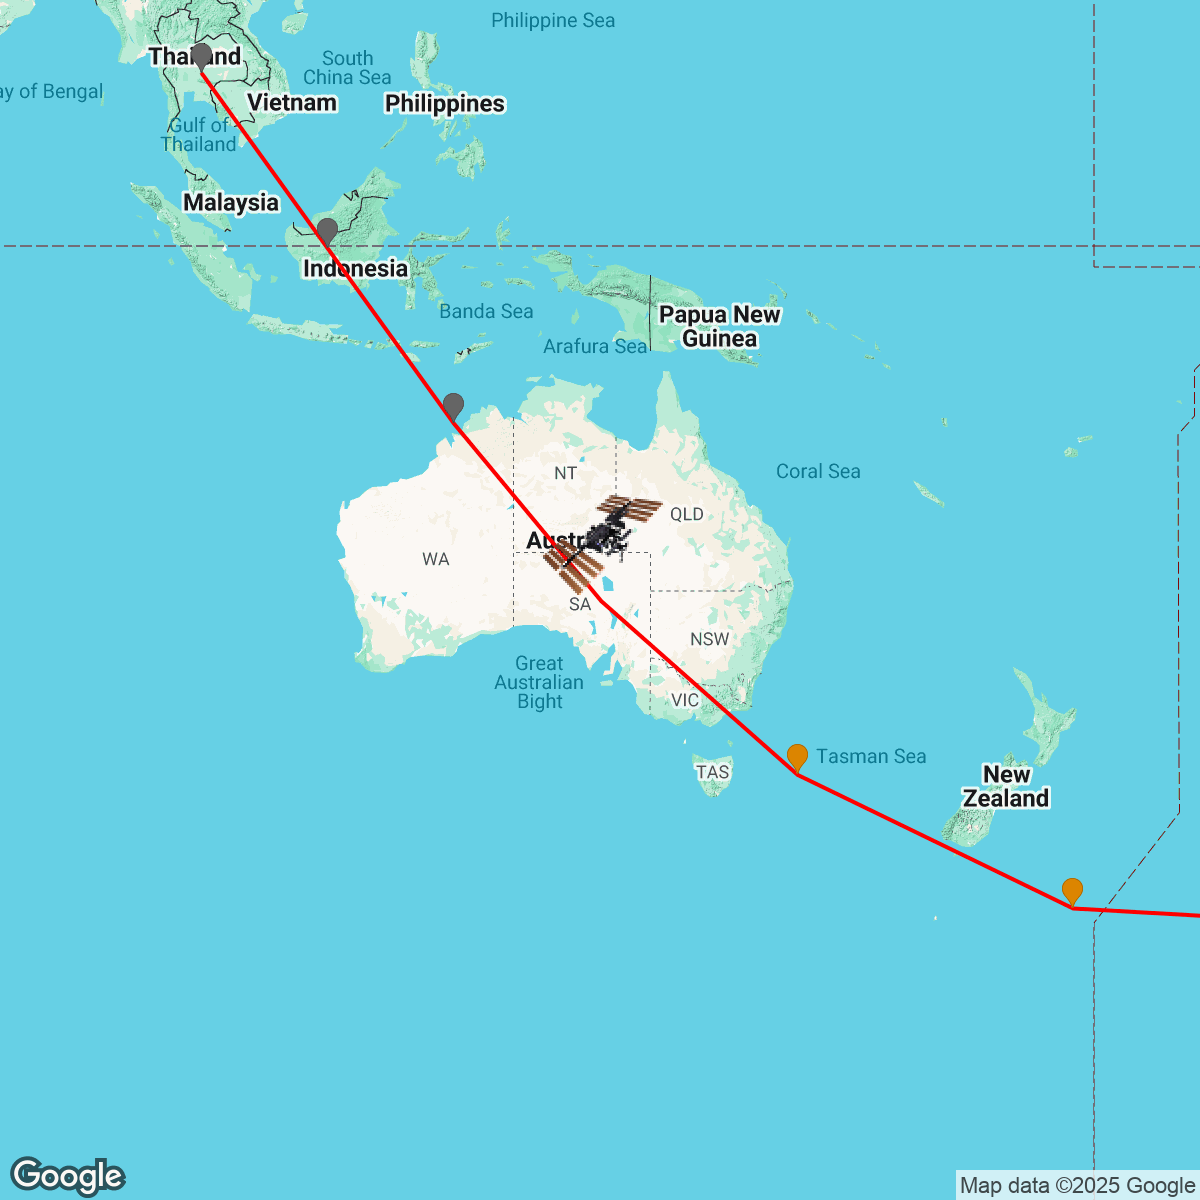 Philippine Sea
Thailand
South
China Sea
ay of Bengal
Vietnam
Philippines
Gulf of
Thailand
Malaysia
Indonesia
Banda Sea
Papua New
Guinea
Arafura Sea
Coral Sea
NT
QLD
Austr
WA
SA
NSW
Great
Australian
Bight
VIC
Tasman Sea
TAS
New
Zealand
Google
Map data ©2025 Google